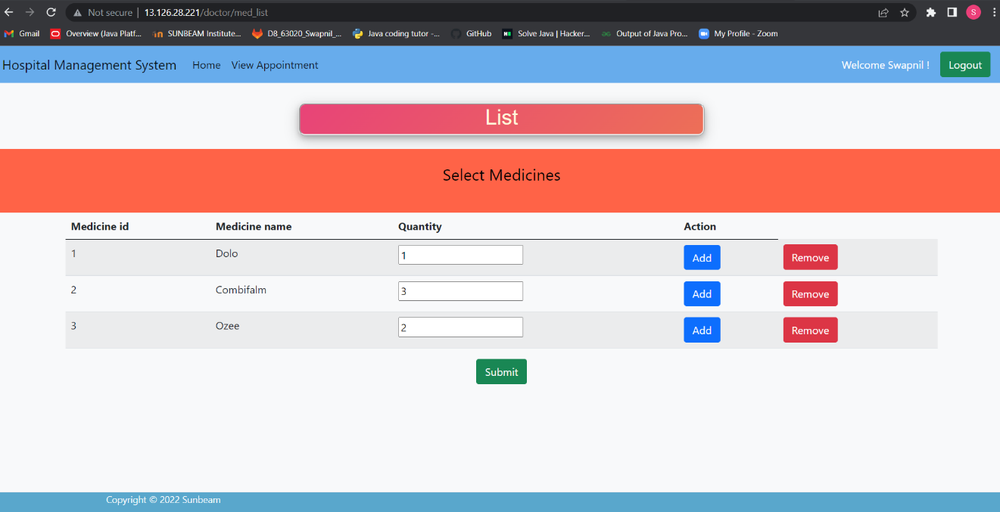 Not secure | 13.126.28.221/doctor/med_list S
Gmail Overview (Java Platf... SUNBEAM Institute... D8_63020_Swapnil_... Java coding tutor -... GitHub Solve Java | Hacker... Output of Java Pro... My Profile - Zoom
Hospital Management System Home View Appointment Welcome Swapnil ! Logout
List
Select Medicines
Medicine id Medicine name Quantity Action
1 Dolo 1 Add Remove
2 Combifalm 3 Add Remove
3 Ozee 2 Add Remove
Submit
Copyright © 2022 Sunbeam